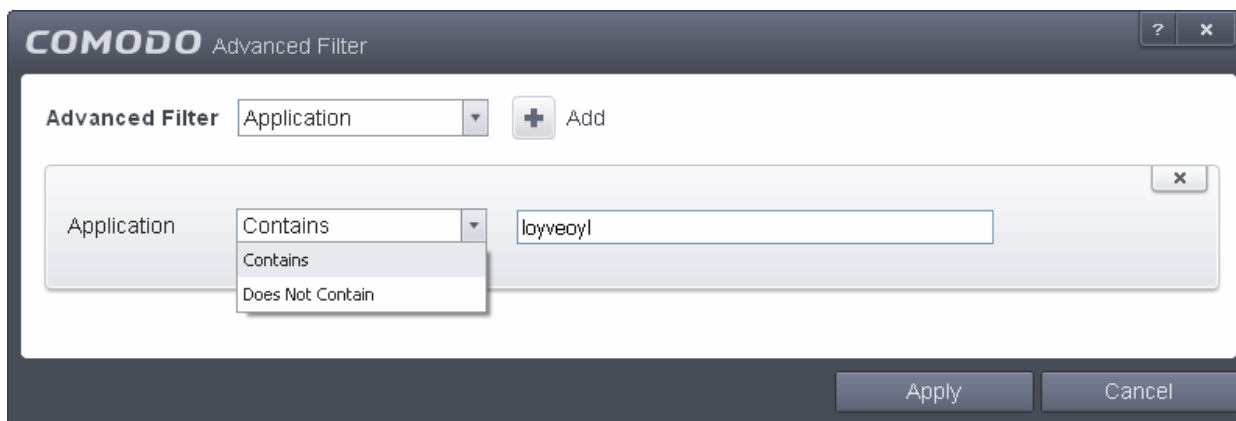 COMODO Advanced Filter ? x
Advanced Filter Application + Add
x
Application Contains loyveoyl
Contains
Does Not Contain
Apply Cancel